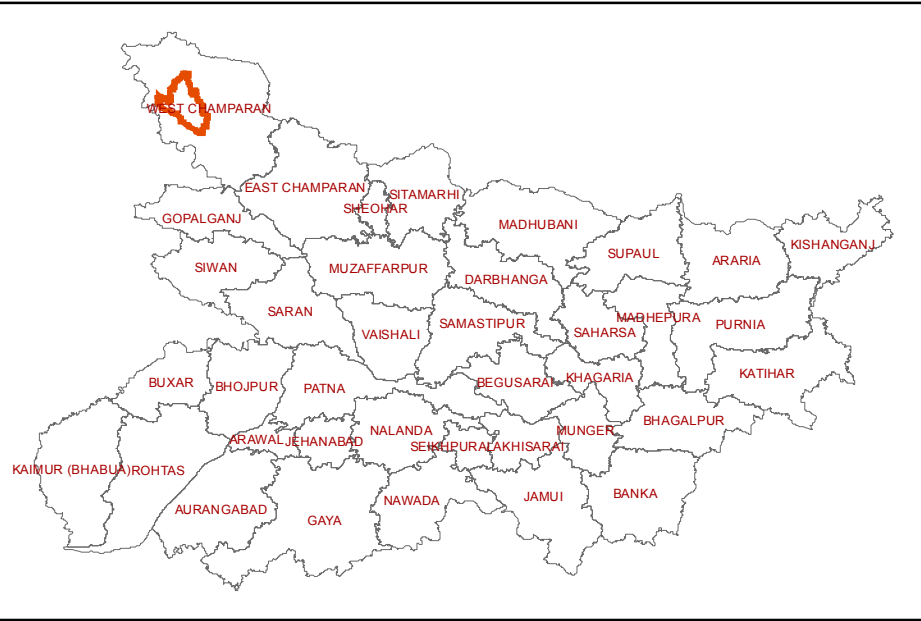 WEST CHAMPARAN
EAST CHAMPARAN
SITAMARHI
SHEOHAR
GOPALGANJ
MADHUBANI
SUPAUL
ARARIA
KISHANGANJ
SIWAN
MUZAFFARPUR
DARBHANGA
SARAN
VAISHALI
SAMASTIPUR
SAHARSA
MADHEPURA
PURNIA
BUXAR
BHOJPUR
PATNA
BEGUSARAI
KHAGARIA
KATIHAR
ARAWAL
JEHANABAD
NALANDA
SEIKHPURA
LAKHISARAI
MUNGER
BHAGALPUR
KAIMUR (BHABUA)
ROHTAS
AURANGABAD
GAYA
NAWADA
JAMUI
BANKA